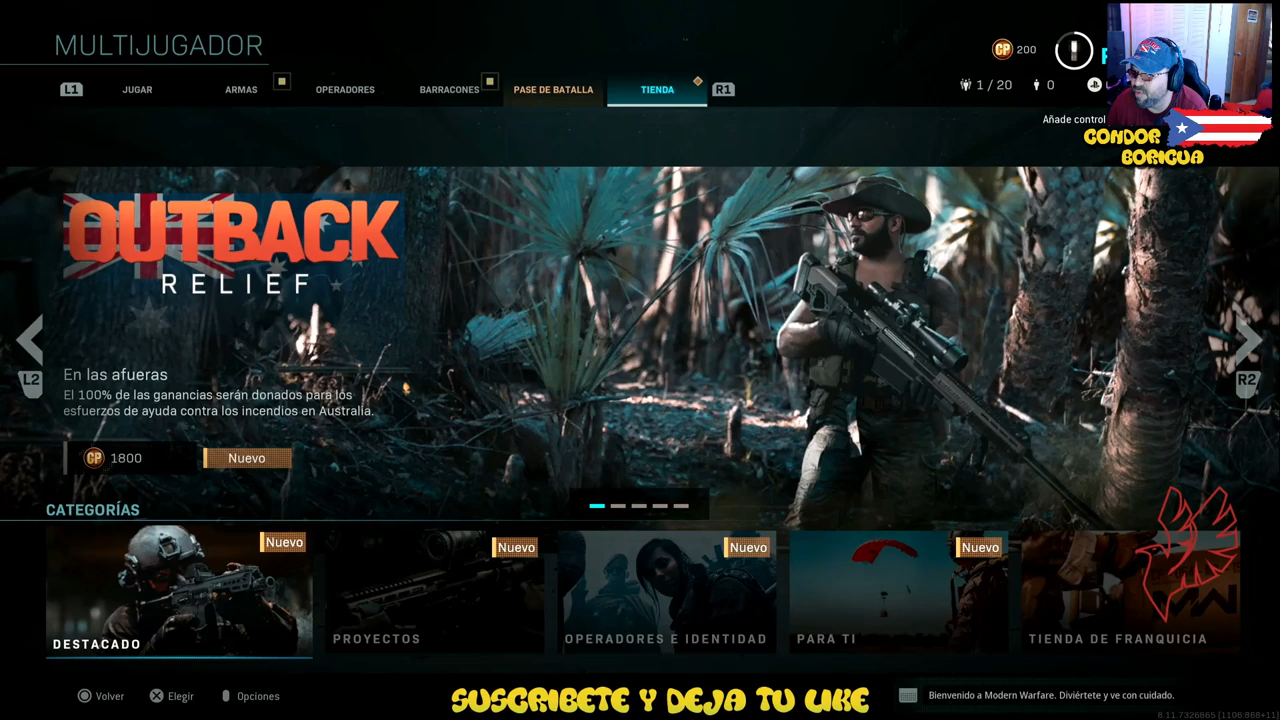 MULTIJUGADOR
CP 200
L1 JUGAR ARMAS OPERADORES BARRACONES PASE DE BATALLA TIENDA R1
1 / 20 0
Añade control
CONDOR
BORICUA
OUTBACK
RELIEF
L2
R2
En las afueras
El 100% de las ganancias serán donados para los
esfuerzos de ayuda contra los incendios en Australia.
CP 1800 Nuevo
CATEGORÍAS
Nuevo Nuevo Nuevo Nuevo
DESTACADO PROYECTOS OPERADORES E IDENTIDAD PARA TI TIENDA DE FRANQUICIA
Volver Elegir Opciones
SUSCRIBETE Y DEJA TU LIKE
Bienvenido a Modern Warfare. Diviértete y ve con cuidado.